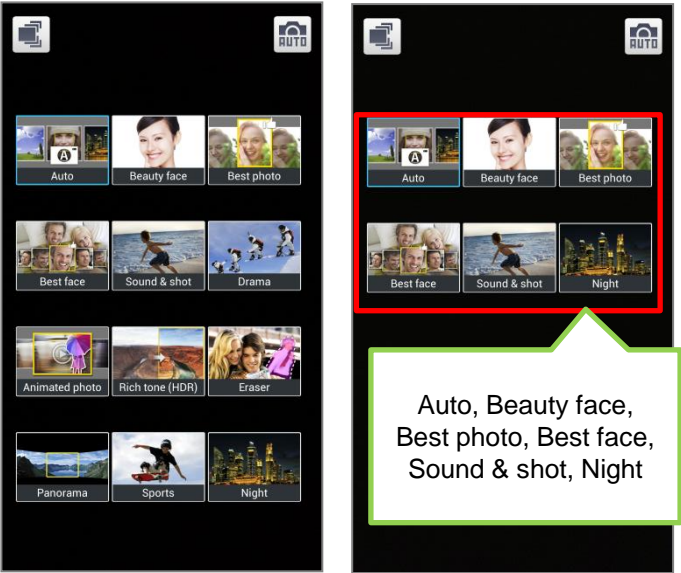 AUTO
Auto
Beauty face
Best photo
Best face
Sound & shot
Drama
Animated photo
Rich tone (HDR)
Eraser
Panorama
Sports
Night
AUTO
Auto
Beauty face
Best photo
Best face
Sound & shot
Night
Auto, Beauty face,
Best photo, Best face,
Sound & shot, Night